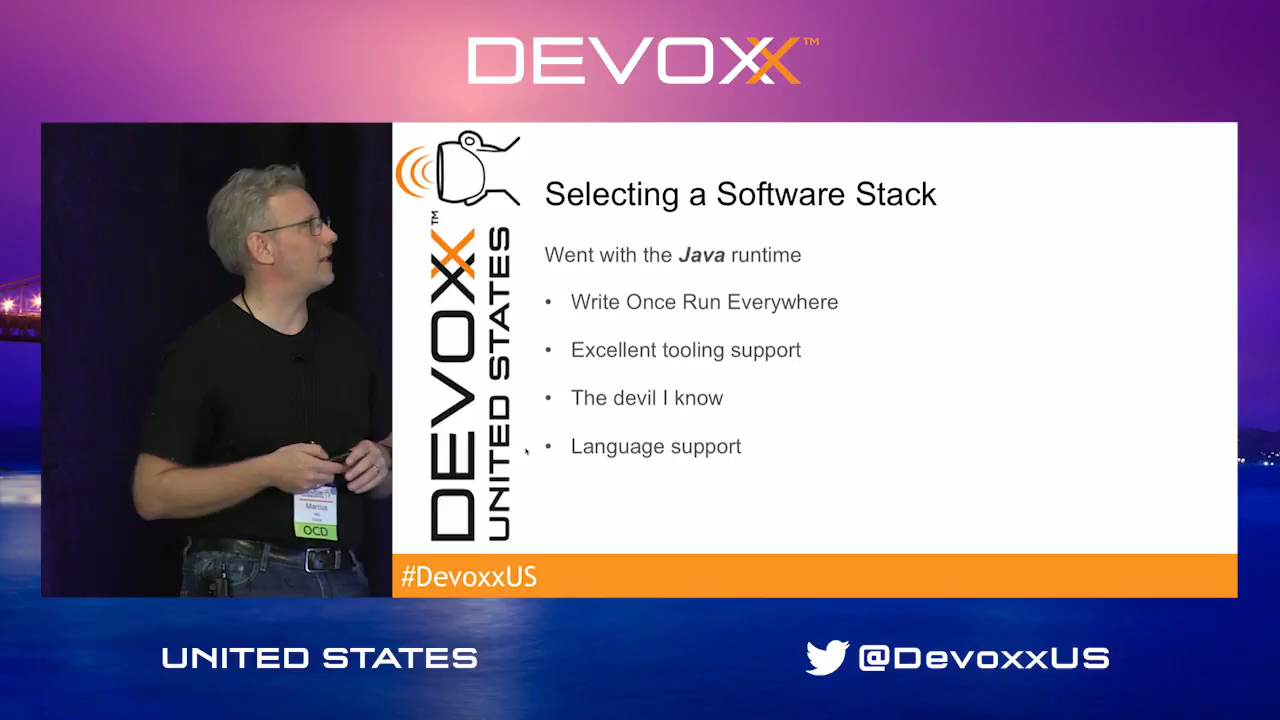 DEVOXX™
DEVOXX™
UNITED STATES
Selecting a Software Stack
Went with the Java runtime
• Write Once Run Everywhere
• Excellent tooling support
• The devil I know
• Language support
Marcus
OCD
#DevoxxUS
UNITED STATES
@DevoxxUS